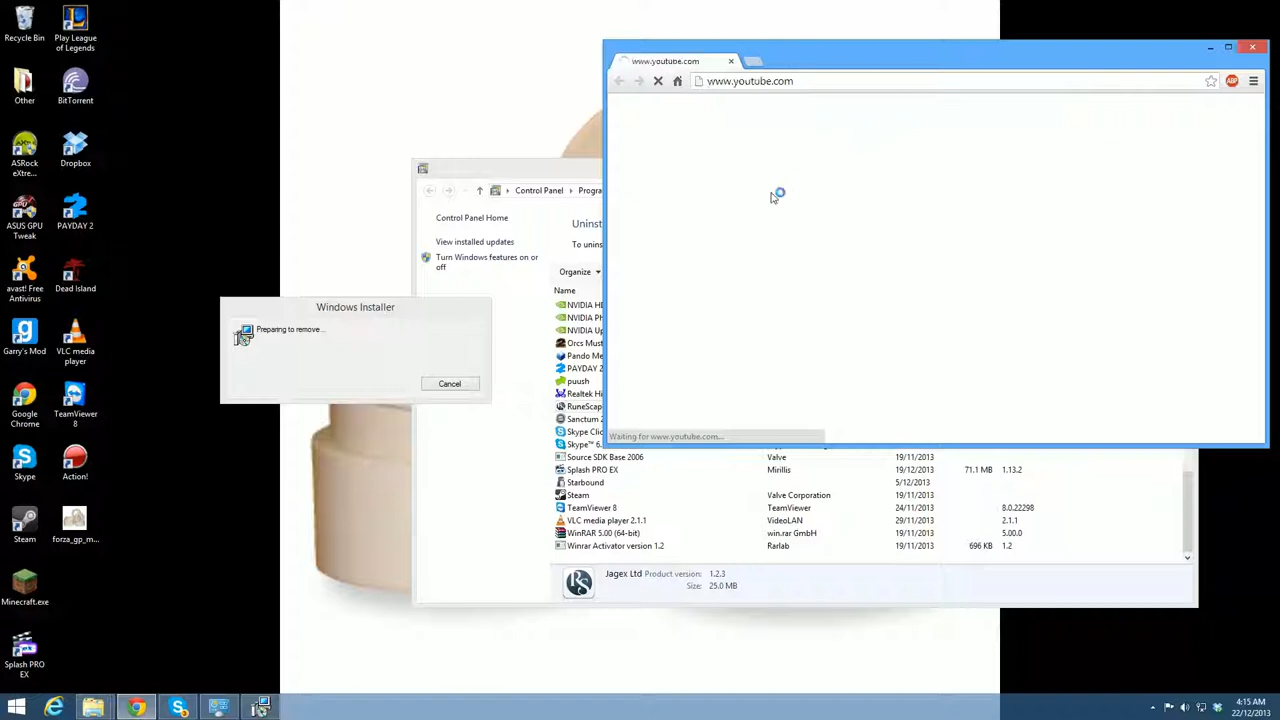 Recycle Bin
Play League of Legends
Other
BitTorrent
ASRock eXtre...
Dropbox
ASUS GPU Tweak
PAYDAY 2
avast! Free Antivirus
Dead Island
Garry's Mod
VLC media player
Google Chrome
TeamViewer 8
Skype
Action!
Steam
forza_gp_m...
Minecraft.exe
Splash PRO EX
www.youtube.com
www.youtube.com
ABP
Waiting for www.youtube.com...
Control Panel
Progra
Control Panel Home
View installed updates
Turn Windows features on or off
Uninst
To unins
Organize
Name
NVIDIA HD
NVIDIA Ph
NVIDIA Up
Orcs Must
Pando Me
PAYDAY 2
puush
Realtek Hi
RuneScap
Sanctum 2
Skype Clic
Skype™ 6.
Source SDK Base 2006 Valve 19/11/2013
Splash PRO EX Mirillis 19/12/2013 71.1 MB 1.13.2
Starbound 5/12/2013
Steam Valve Corporation 19/11/2013
TeamViewer 8 TeamViewer 24/11/2013 8.0.22298
VLC media player 2.1.1 VideoLAN 29/11/2013 2.1.1
WinRAR 5.00 (64-bit) win.rar GmbH 19/11/2013 5.00.0
Winrar Activator version 1.2 Rarlab 19/11/2013 696 KB 1.2
Jagex Ltd Product version: 1.2.3
Size: 25.0 MB
Windows Installer
Preparing to remove...
Cancel
4:15 AM
22/12/2013